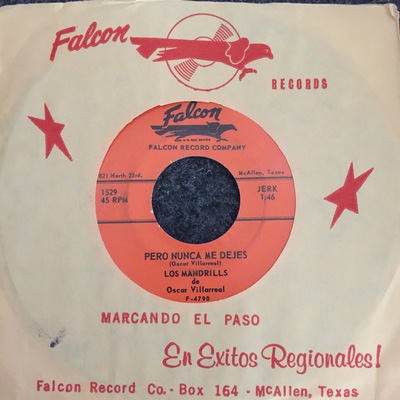 Falcon
RECORDS
Falcon
FALCON RECORD COMPANY
821 North 23rd. McAllen, Texas
1529 JERK
45 RPM 1:46
PERO NUNCA ME DEJES
(Oscar Villarreal)
LOS MANDRILLS
de
Oscar Villarreal
F-4790
MARCANDO EL PASO
En Exitos Regionales!
Falcon Record Co. - Box 164 - McAllen, Texas